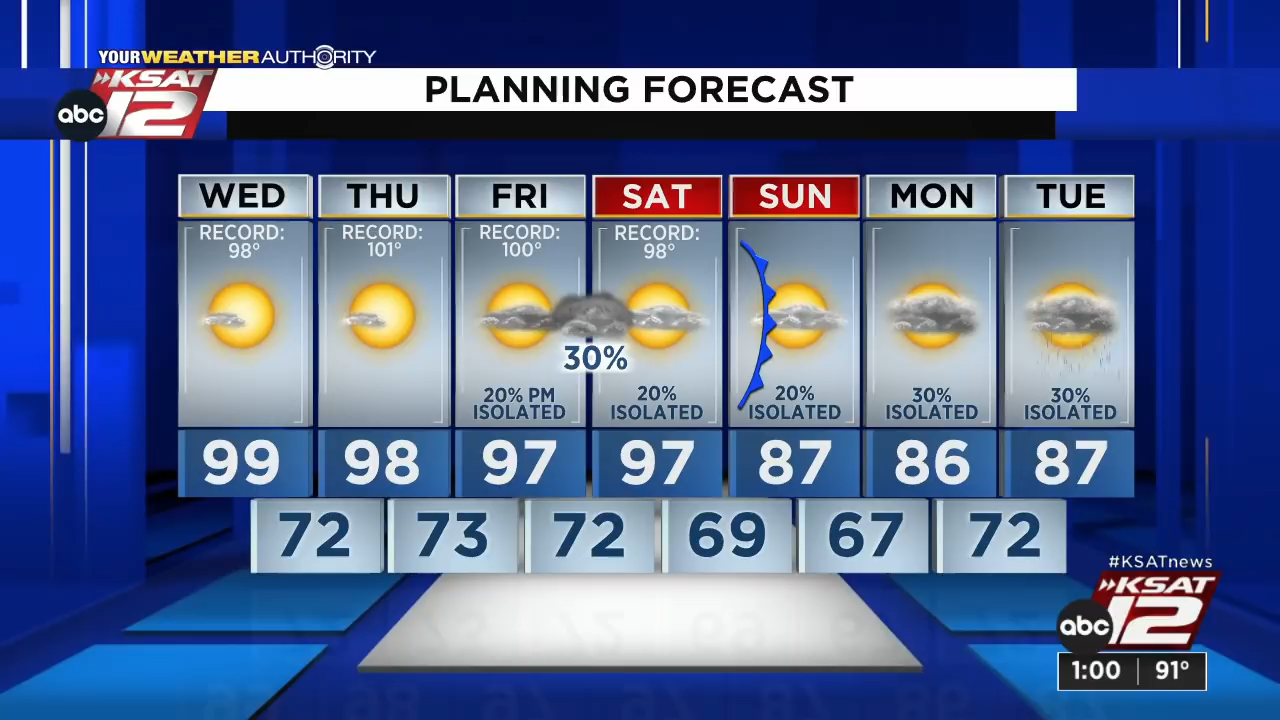 YOURWEATHERAUTHORITY
KSAT
abc 12
PLANNING FORECAST
WED THU FRI SAT SUN MON TUE
RECORD: 98° RECORD: 101° RECORD: 100° RECORD: 98°
30%
20% PM ISOLATED 20% ISOLATED 20% ISOLATED 30% ISOLATED 30% ISOLATED
99 98 97 97 87 86 87
72 73 72 69 67 72
#KSATnews
KSAT
abc 12
1:00 91°